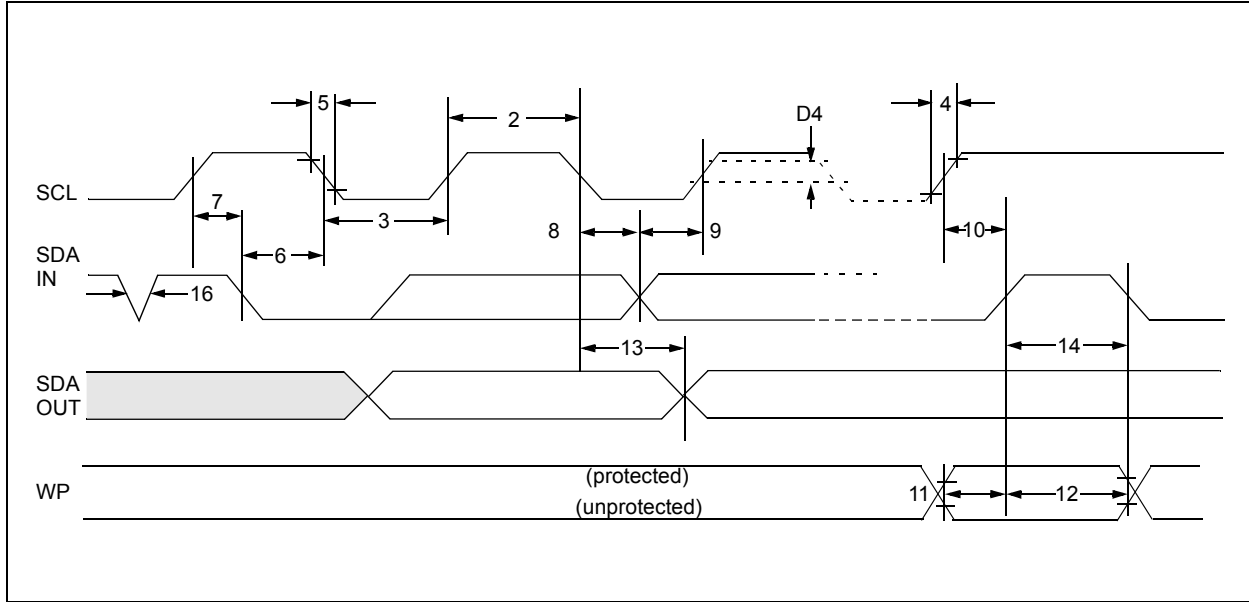 5
2
D4
4
SCL
7
3
8
9
10
6
SDA
IN
16
13
14
SDA
OUT
WP
(protected)
11
12
(unprotected)